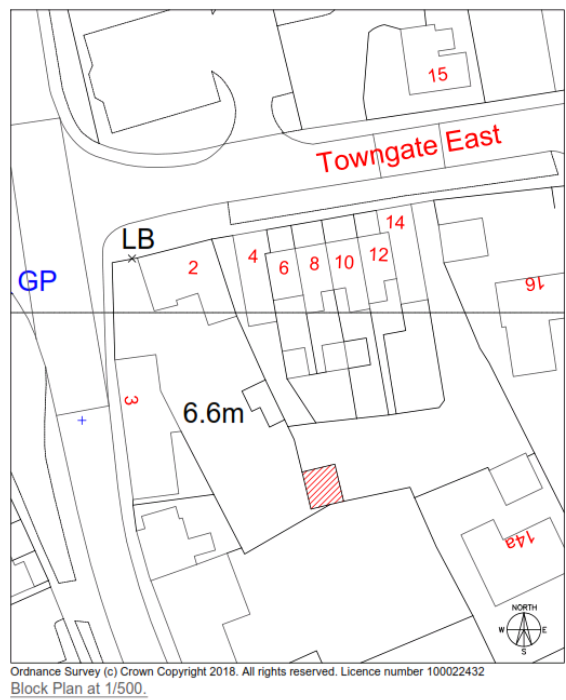 15
Towngate East
14
LB
4
12
2
6
8
10
16
GP
3
6.6m
14a
NORTH
W
E
S
Ordnance Survey (c) Crown Copyright 2018. All rights reserved. Licence number 100022432
Block Plan at 1/500.